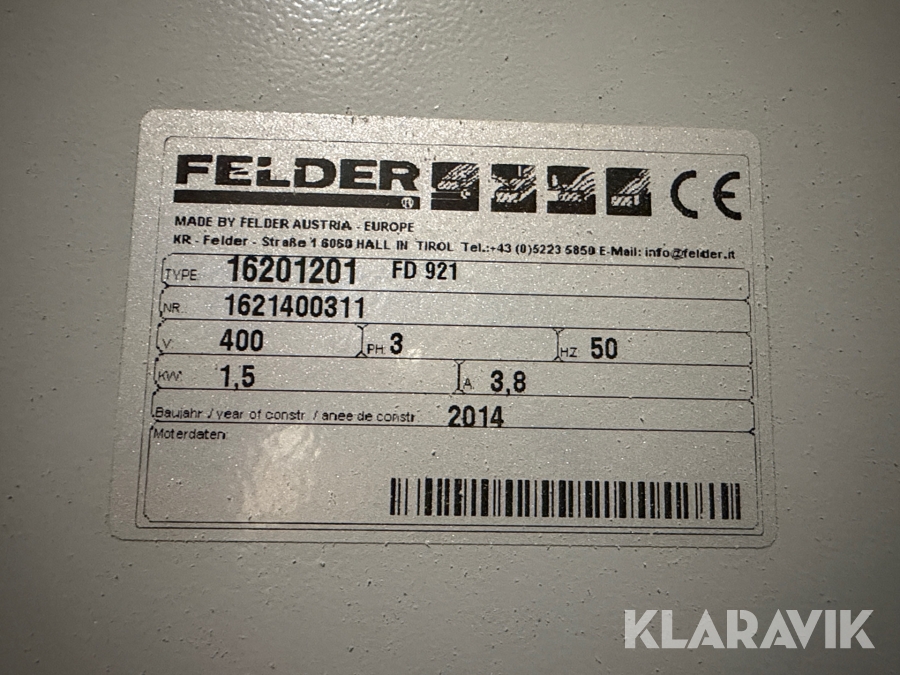 FELDER ® CE
MADE BY FELDER AUSTRIA - EUROPE
KR - Felder - Straße 1 6060 HALL IN TIROL Tel.:+43 (0)5223 5850 E-Mail: info@felder.it
TYPE 16201201 FD 921
NR. 1621400311
V 400 PH 3 HZ 50
KW 1,5 A 3,8
Baujahr / year of constr. / anee de constr. 2014
Moterdaten:
KLARAVIK